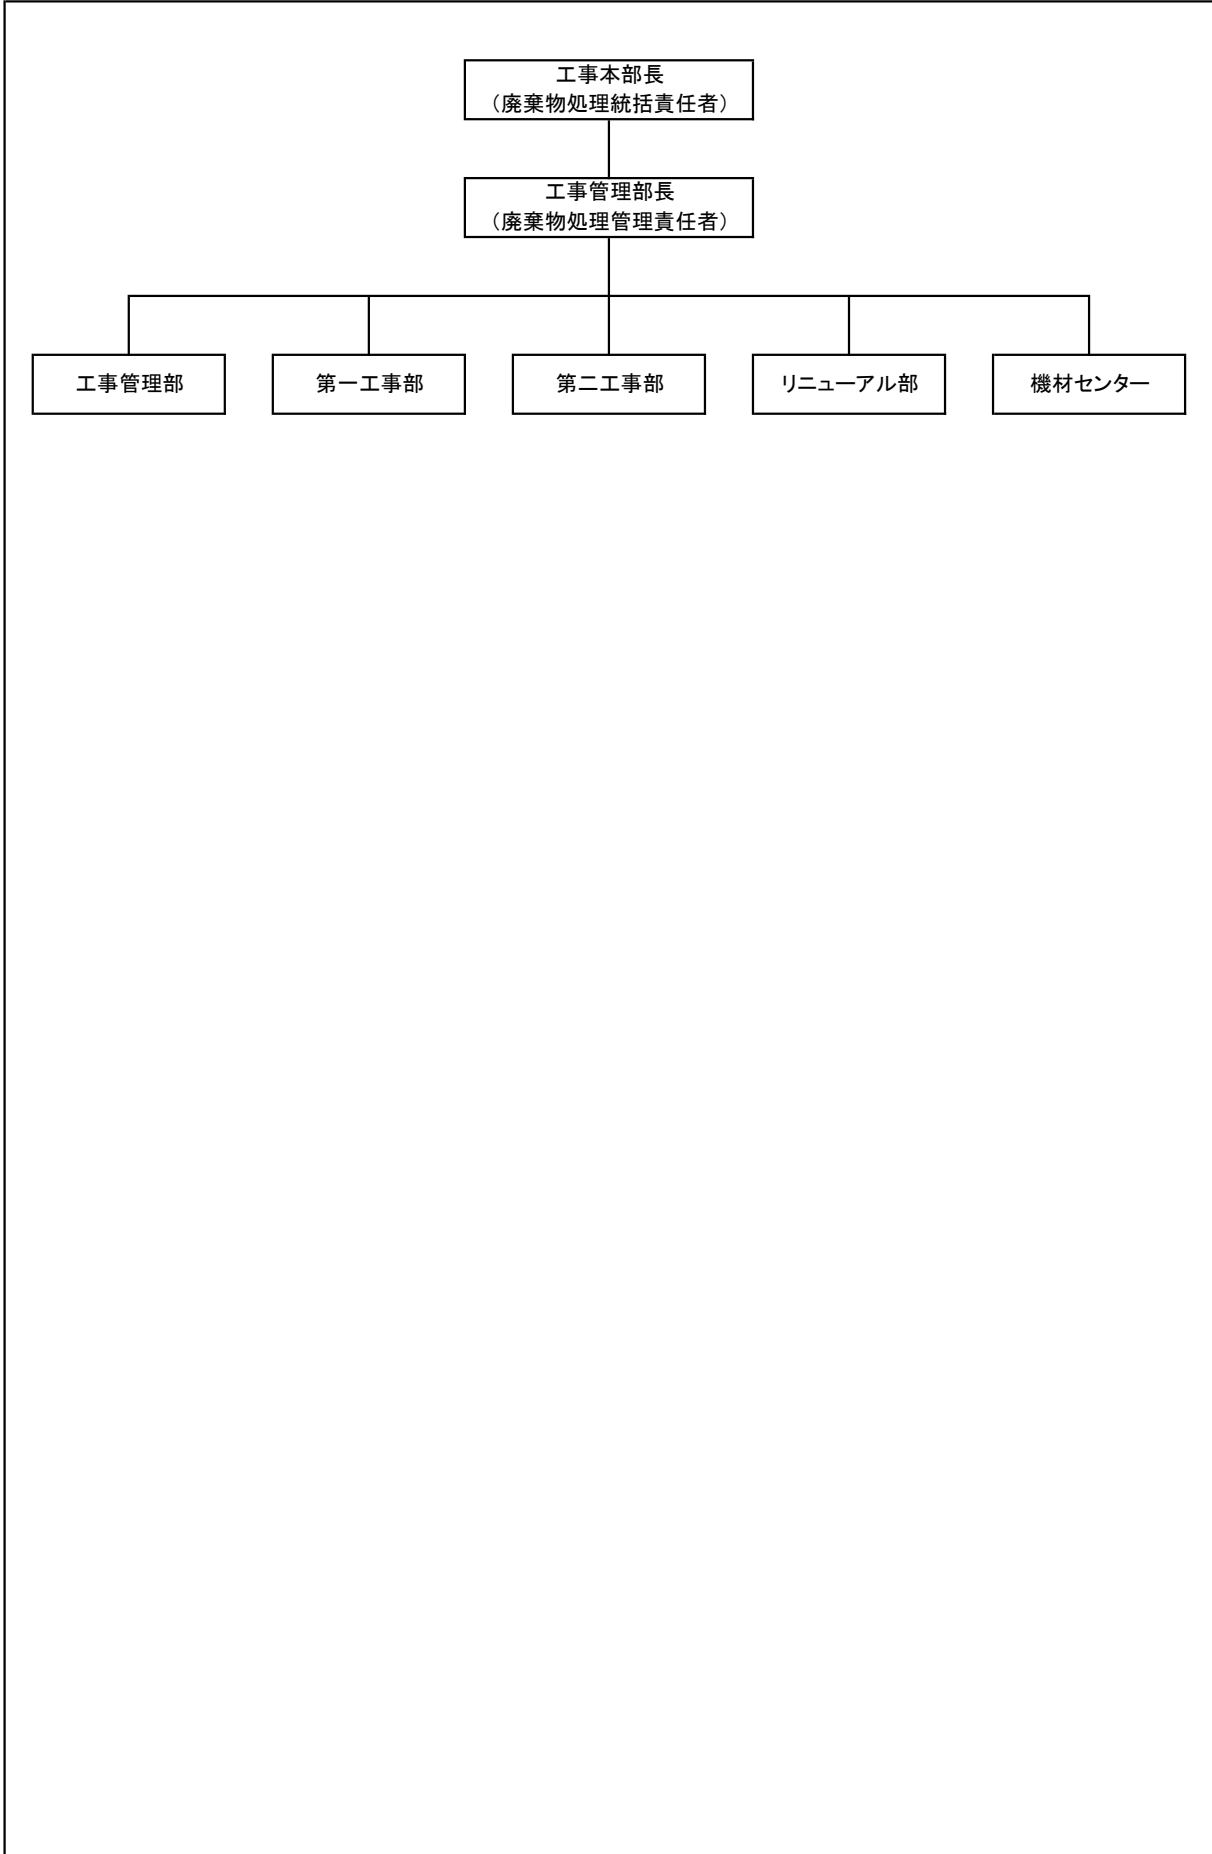 工事本部長
（廃棄物処理統括責任者）
工事管理部長
（廃棄物処理管理責任者）
工事管理部
第一工事部
第二工事部
リニューアル部
機材センター